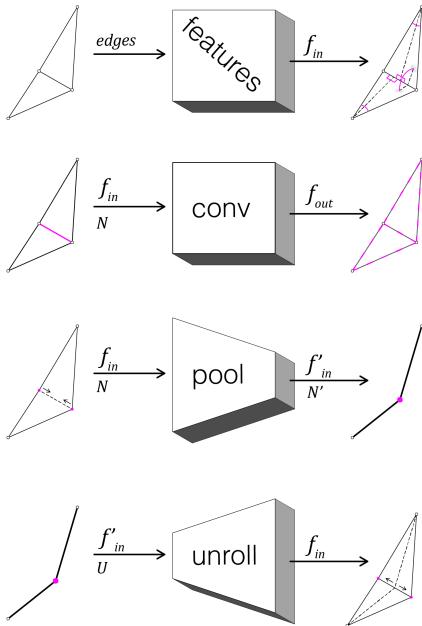 edges
features
f_in
f_in
N
conv
f_out
f_in
N
pool
f'_in
N'
f'_in
U
unroll
f_in